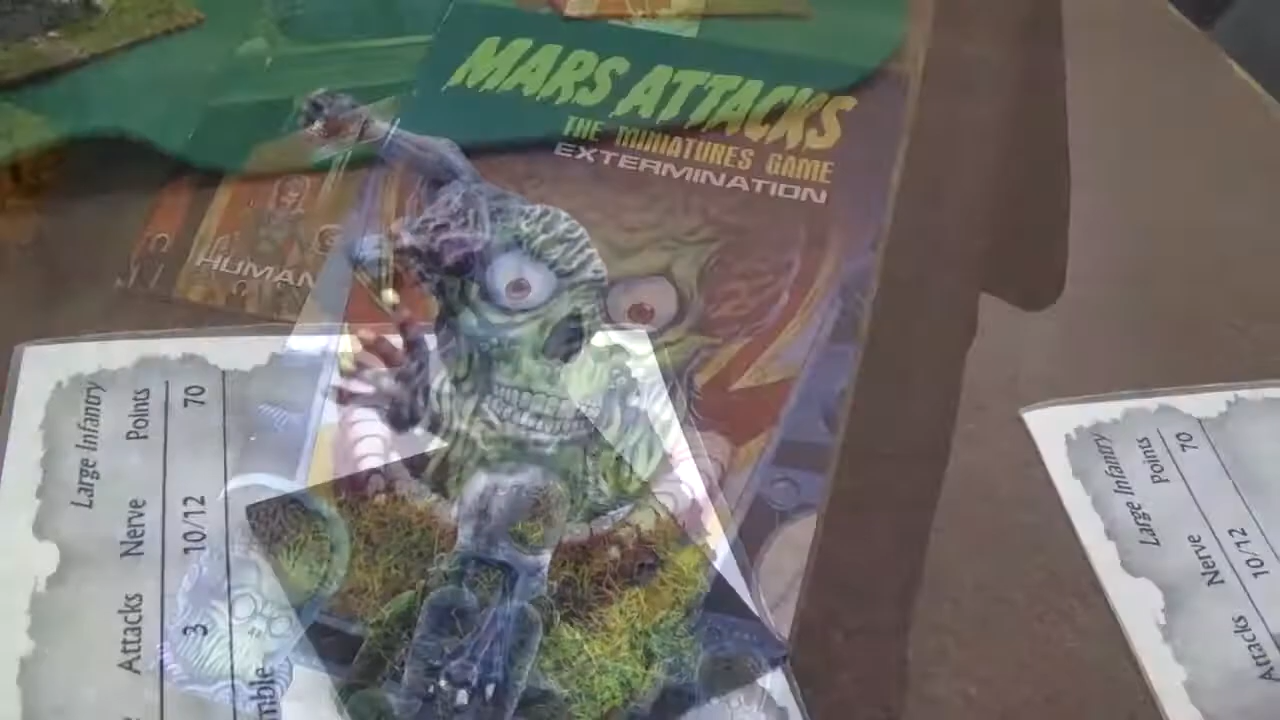 MARS ATTACKS
THE MINIATURES GAME
EXTERMINATION
HUMAN
Large Infantry
Attacks Nerve Points
3 10/12 70
mble
Large Infantry
Attacks Nerve Points
10/12 70